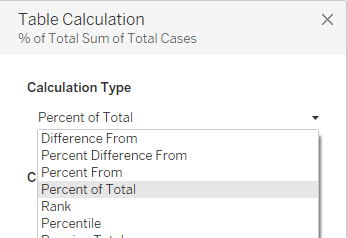 Table Calculation
% of Total Sum of Total Cases
Calculation Type
Percent of Total
Difference From
Percent Difference From
Percent From
C
Percent of Total
Rank
Percentile